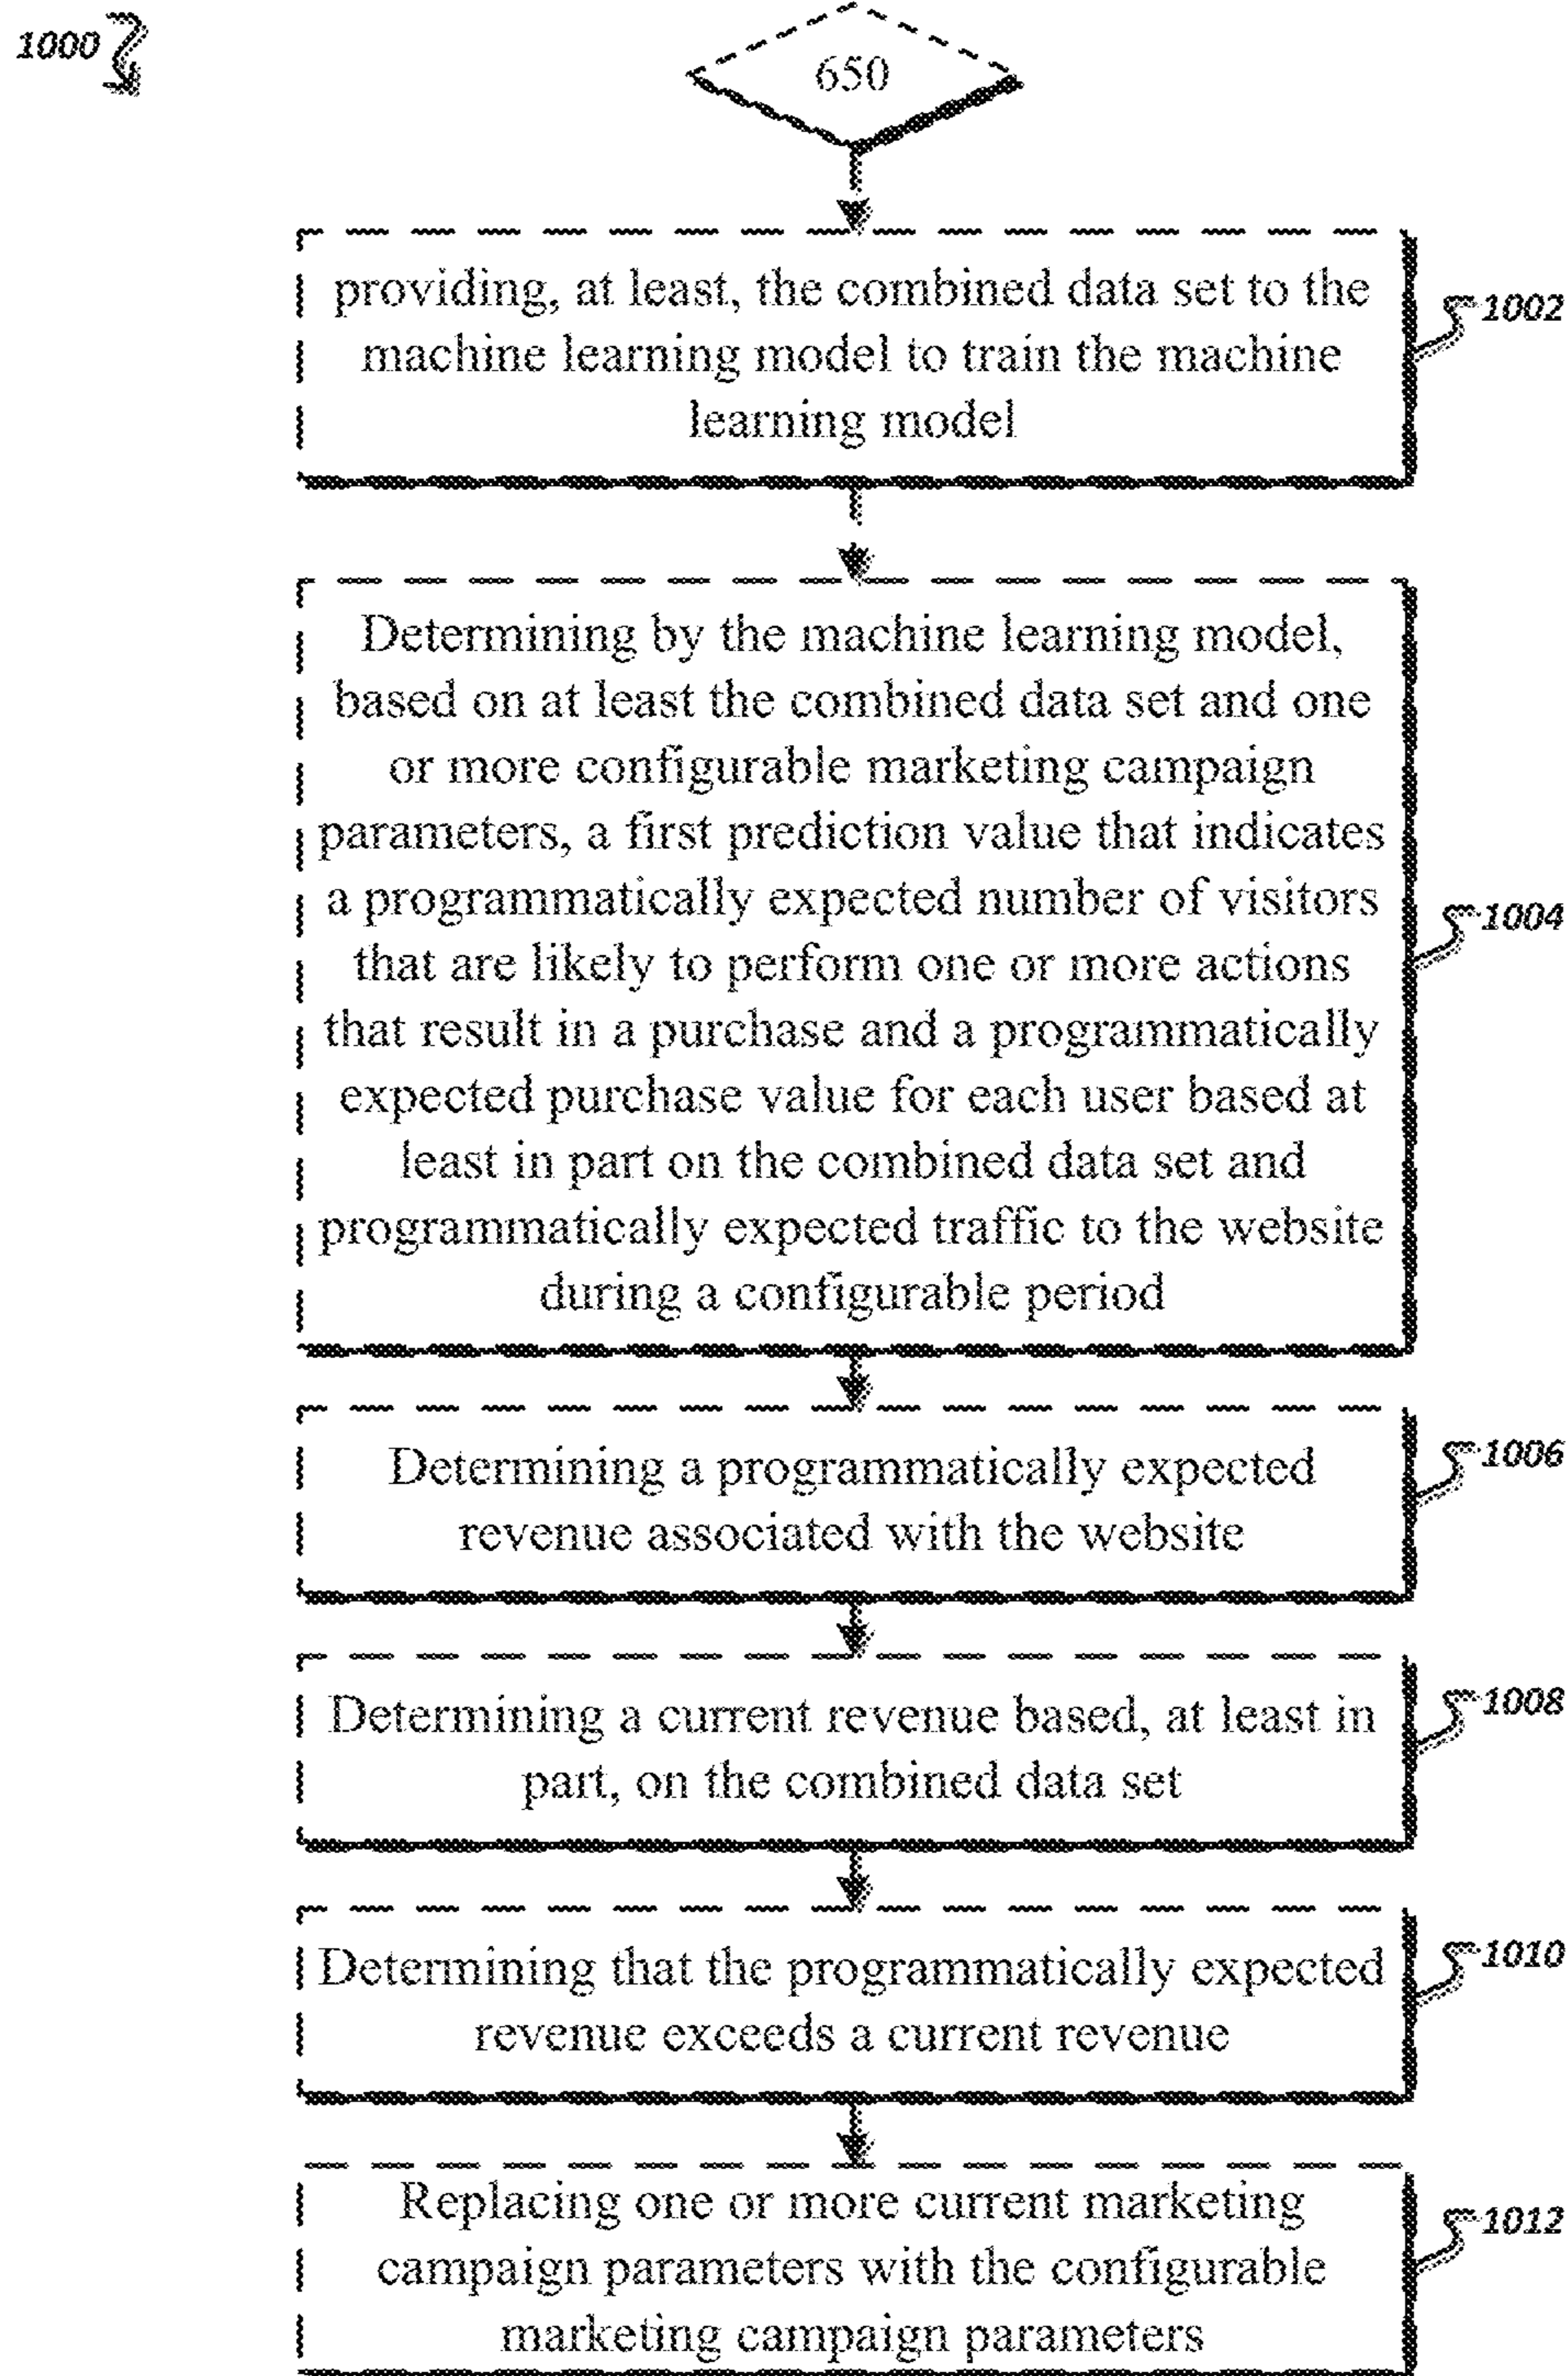 1000
650
providing, at least, the combined data set to the
machine learning model to train the machine
learning model
1002
Determining by the machine learning model,
based on at least the combined data set and one
or more configurable marketing campaign
parameters, a first prediction value that indicates
a programmatically expected number of visitors
that are likely to perform one or more actions
that result in a purchase and a programmatically
expected purchase value for each user based at
least in part on the combined data set and
programmatically expected traffic to the website
during a configurable period
1004
Determining a programmatically expected
revenue associated with the website
1006
Determining a current revenue based, at least in
part, on the combined data set
1008
Determining that the programmatically expected
revenue exceeds a current revenue
1010
Replacing one or more current marketing
campaign parameters with the configurable
marketing campaign parameters
1012